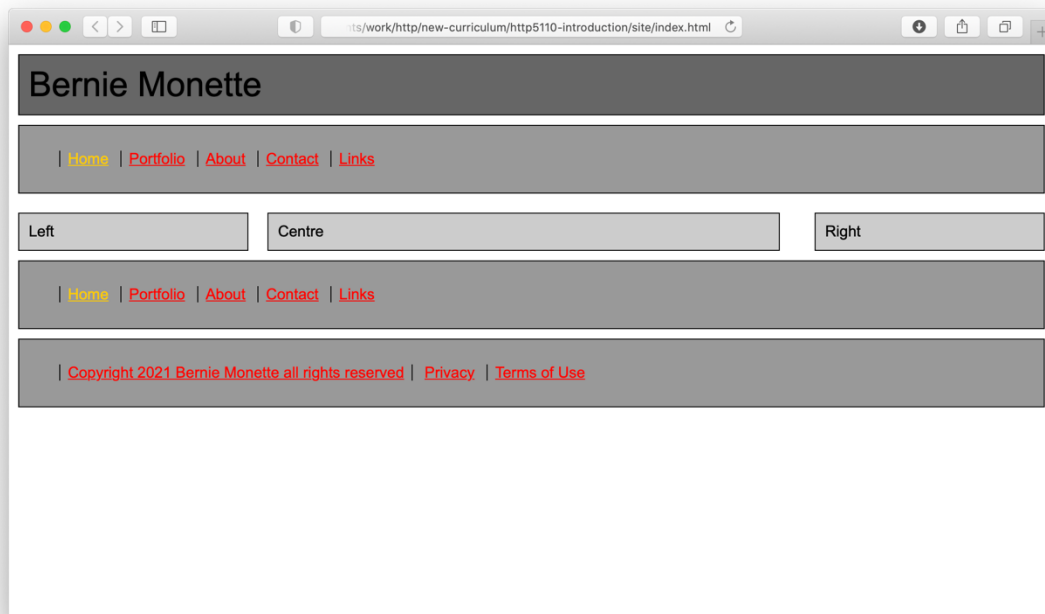 ts/work/http/new-curriculum/http5110-introduction/site/index.html
Bernie Monette
| Home | Portfolio | About | Contact | Links
Left Centre Right
| Home | Portfolio | About | Contact | Links
| Copyright 2021 Bernie Monette all rights reserved | Privacy | Terms of Use